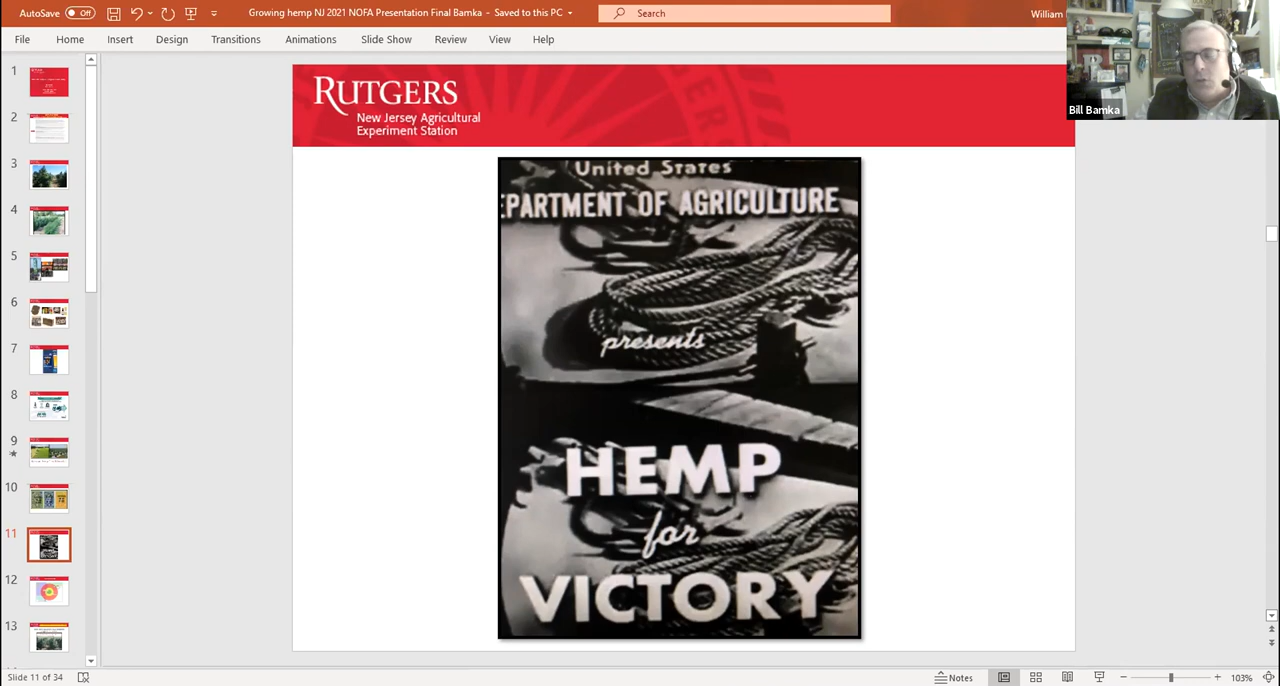 AutoSave Off
Growing hemp NJ 2021 NOFA Presentation Final Bamka - Saved to this PC
Search
William
File Home Insert Design Transitions Animations Slide Show Review View Help
Bill Bamka
1
2
3
4
5
6
7
8
9
10
11
12
13
RUTGERS
New Jersey Agricultural
Experiment Station
United States
EPARTMENT OF AGRICULTURE
presents
HEMP
for
VICTORY
Slide 11 of 34
Notes
103%